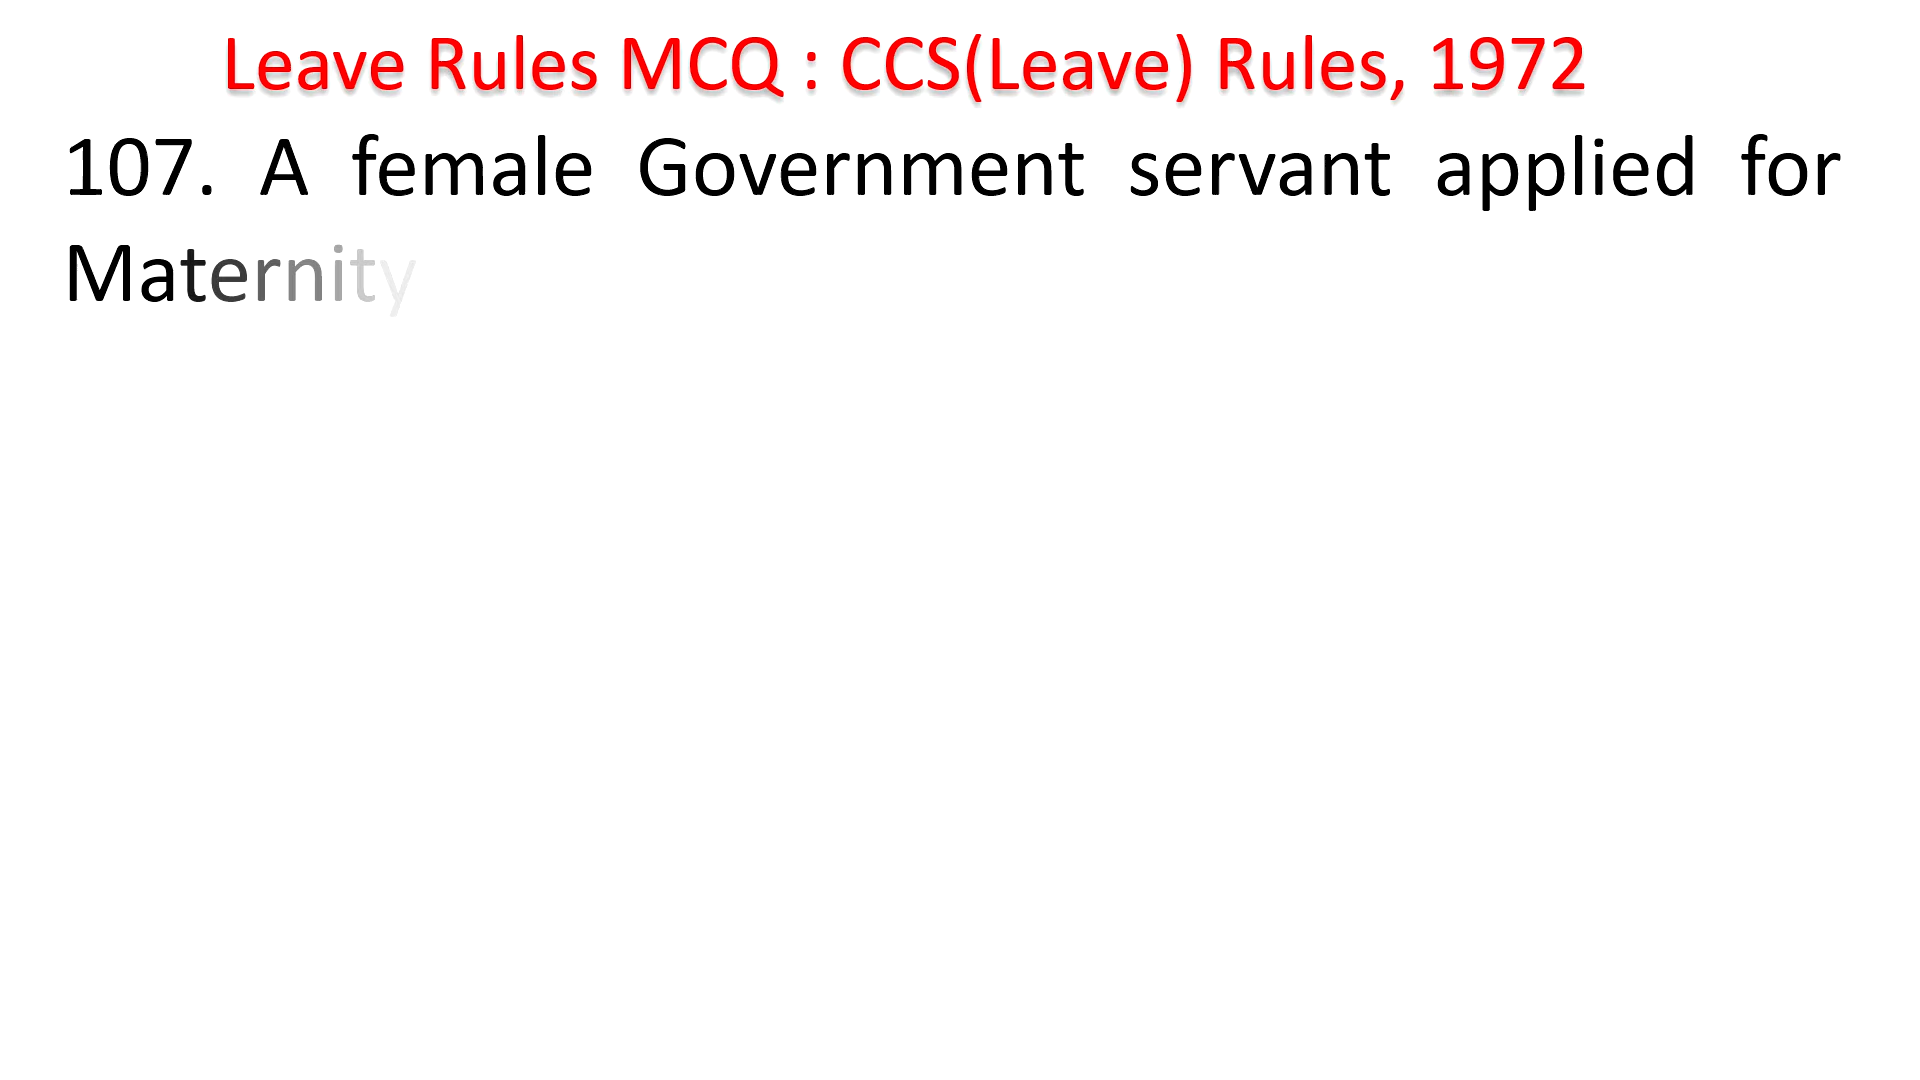 Leave Rules MCQ : CCS(Leave) Rules, 1972
107. A female Government servant applied for
Maternity